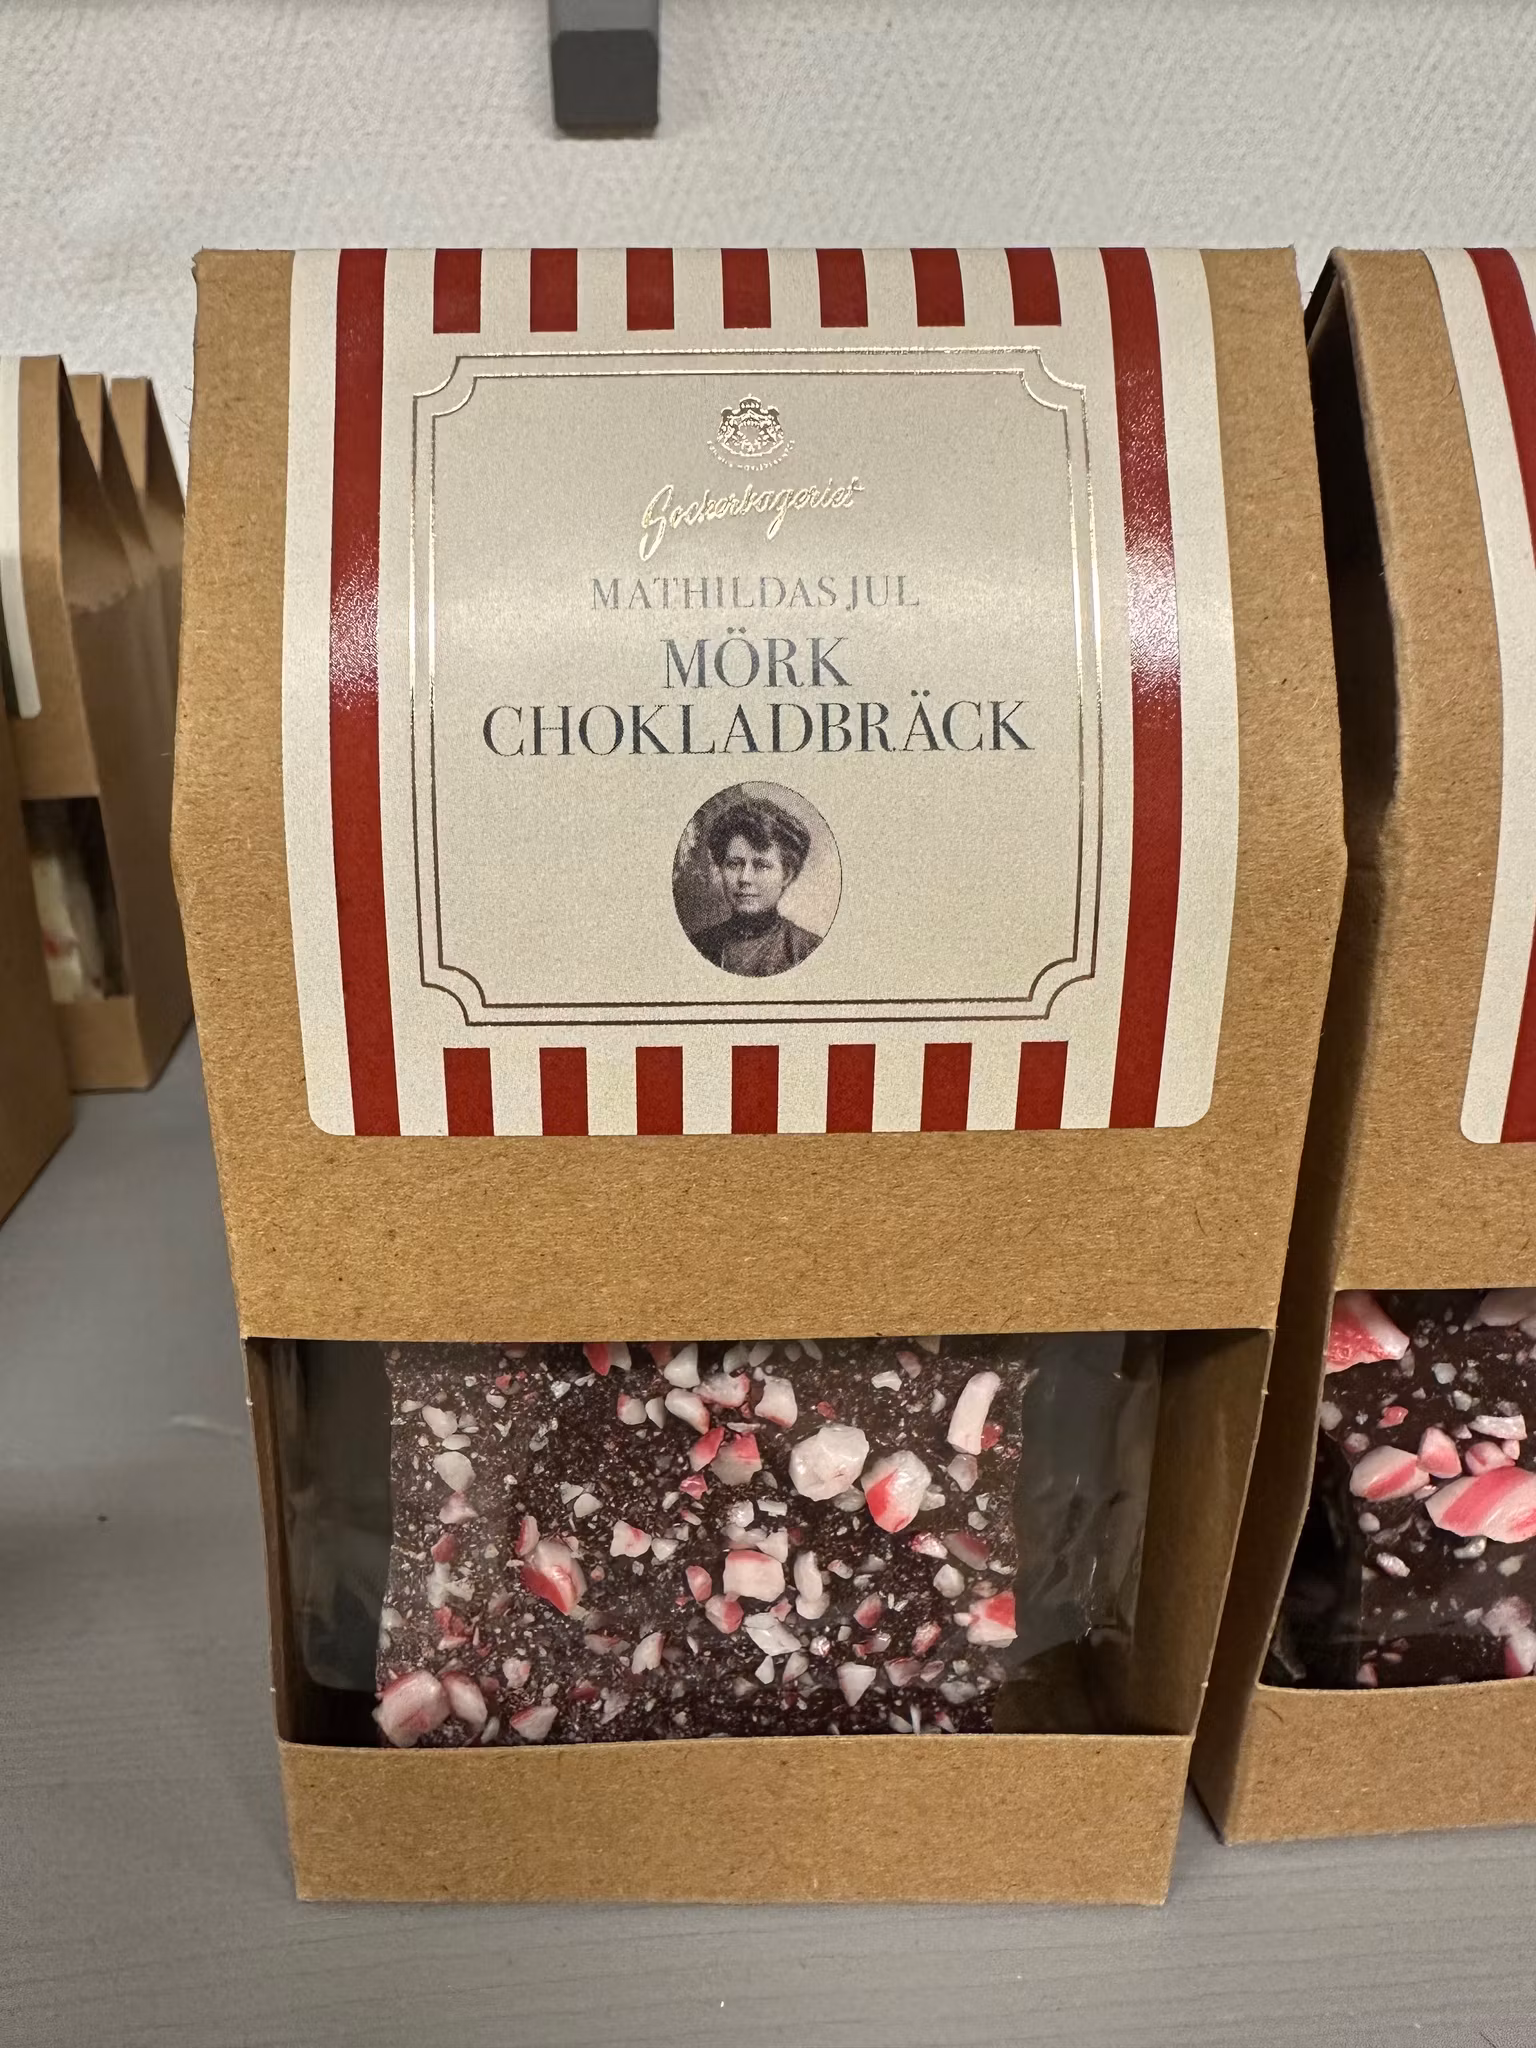 Sockerbageriet
MATHILDAS JUL
MÖRK
CHOKLADBRÄCK